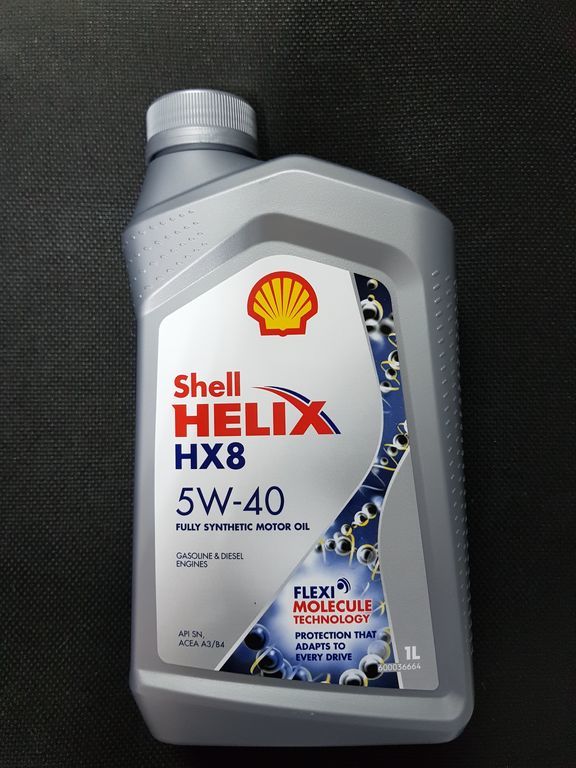 Shell
HELIX
HX8
5W-40
FULLY SYNTHETIC MOTOR OIL
GASOLINE & DIESEL
ENGINES
API SN,
ACEA A3/B4
FLEXI
MOLECULE
TECHNOLOGY
PROTECTION THAT
ADAPTS TO
EVERY DRIVE
1L
600036664